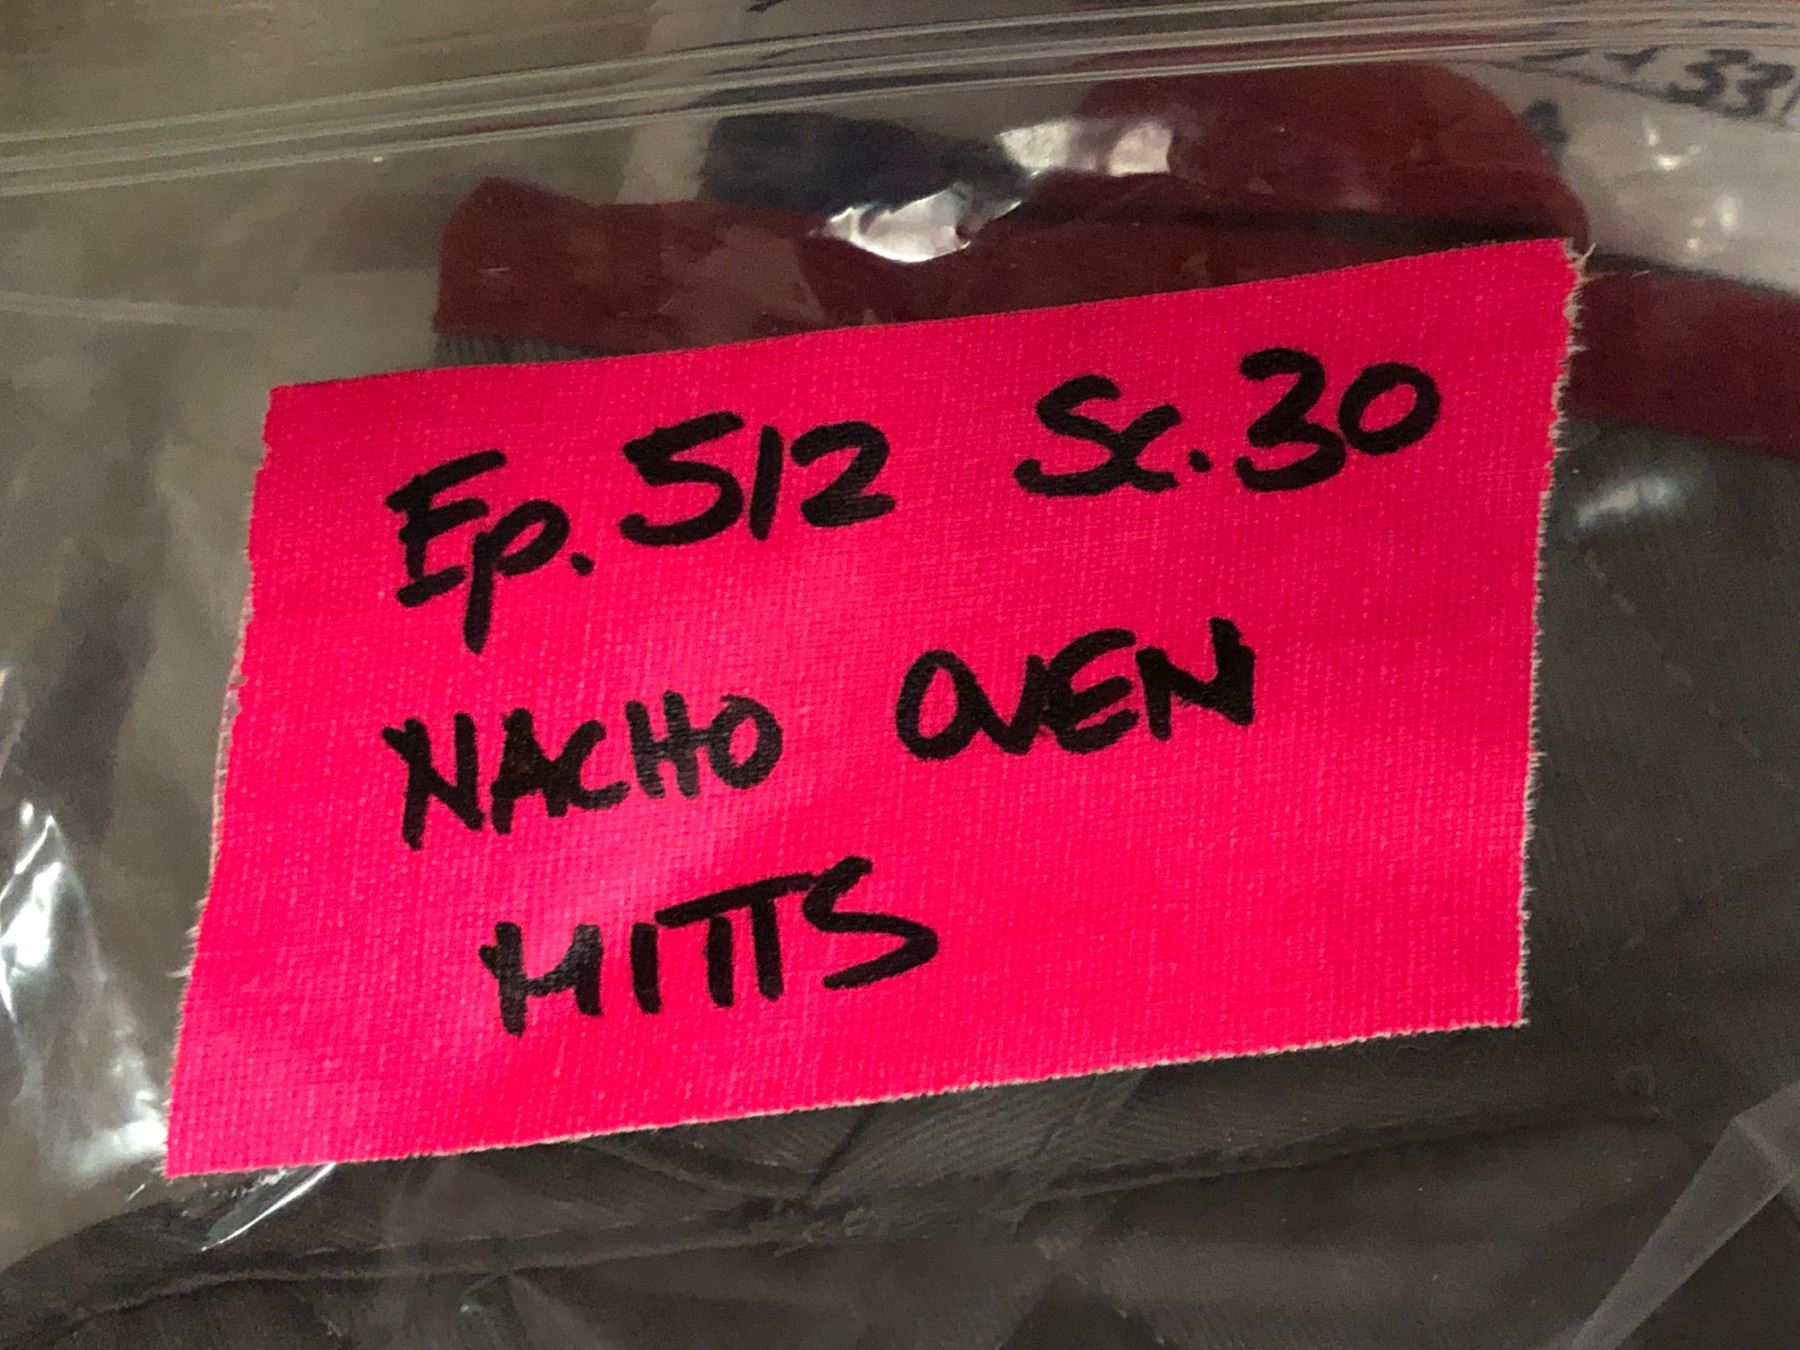 Ep. 512 Sc. 30
NACHO OVEN
MITTS